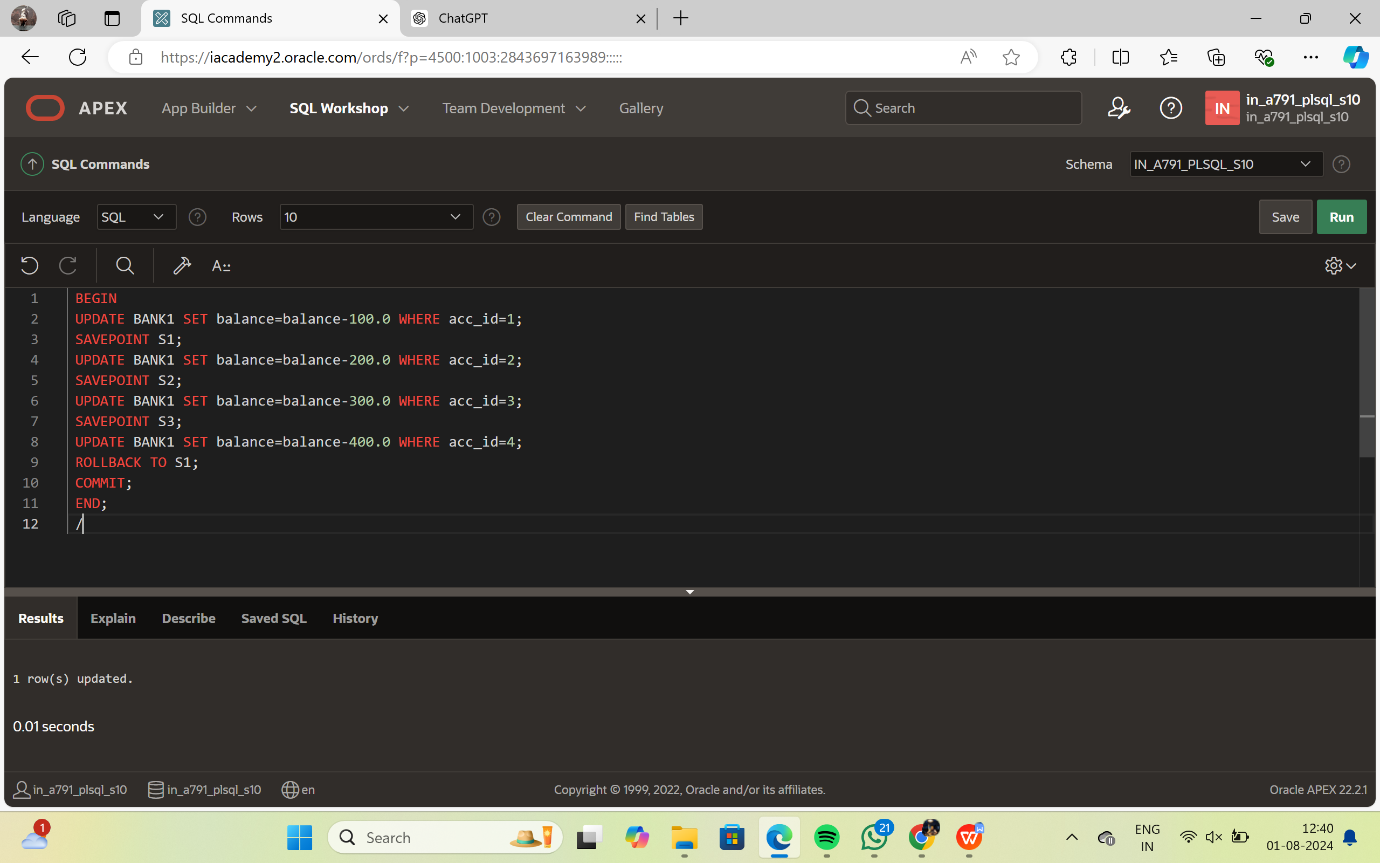 SQL Commands
ChatGPT
https://iacademy2.oracle.com/ords/f?p=4500:1003:2843697163989:::::
APEX App Builder SQL Workshop Team Development Gallery Search IN in_a791_plsql_s10
in_a791_plsql_s10
SQL Commands Schema IN_A791_PLSQL_S10
Language SQL Rows 10 Clear Command Find Tables Save Run
A
1 BEGIN
2 UPDATE BANK1 SET balance=balance-100.0 WHERE acc_id=1;
3 SAVEPOINT S1;
4 UPDATE BANK1 SET balance=balance-200.0 WHERE acc_id=2;
5 SAVEPOINT S2;
6 UPDATE BANK1 SET balance=balance-300.0 WHERE acc_id=3;
7 SAVEPOINT S3;
8 UPDATE BANK1 SET balance=balance-400.0 WHERE acc_id=4;
9 ROLLBACK TO S1;
10 COMMIT;
11 END;
12 /
Results Explain Describe Saved SQL History
1 row(s) updated.
0.01 seconds
in_a791_plsql_s10 in_a791_plsql_s10 en Copyright © 1999, 2022, Oracle and/or its affiliates. Oracle APEX 22.2.1
1 Search 21 ENG 12:40
IN 01-08-2024